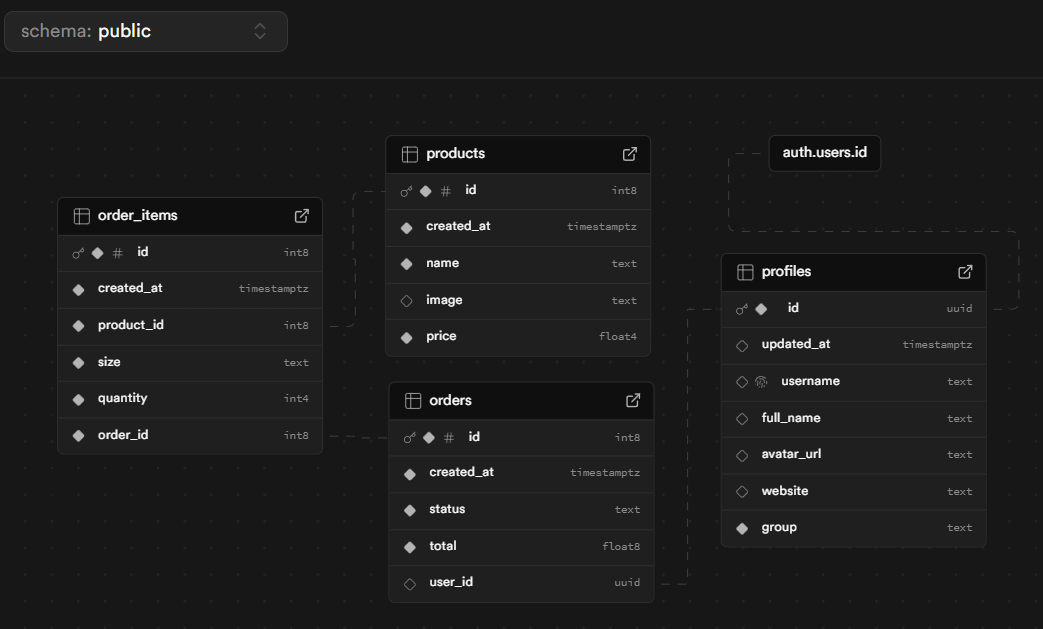 schema: public
order_items
# id int8
created_at timestamptz
product_id int8
size text
quantity int4
order_id int8
products
# id int8
created_at timestamptz
name text
image text
price float4
orders
# id int8
created_at timestamptz
status text
total float8
user_id uuid
auth.users.id
profiles
id uuid
updated_at timestamptz
username text
full_name text
avatar_url text
website text
group text